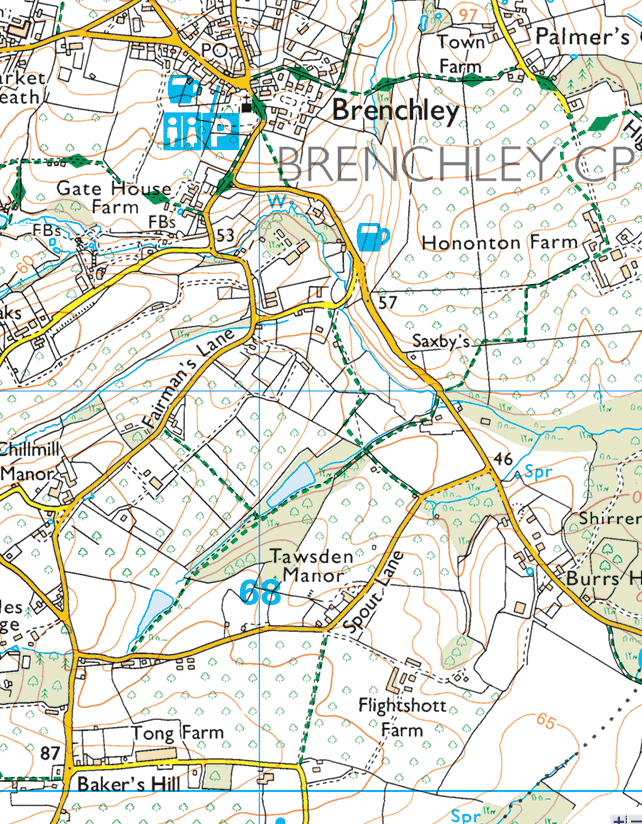 97
PO
Town
Farm
Palmer's
arket
eath
P
Brenchley
BRENCHLEY CP
Gate House
Farm
FBs
FBs
W
53
60
Hononton Farm
57
aks
Saxby's
Fairman's Lane
Chillmill
Manor
46
Spr
Shirren
Tawsden
Manor
68
Burrs H
Spout Lane
les
ge
Flightshott
Farm
65
Tong Farm
87
Baker's Hill
Spr